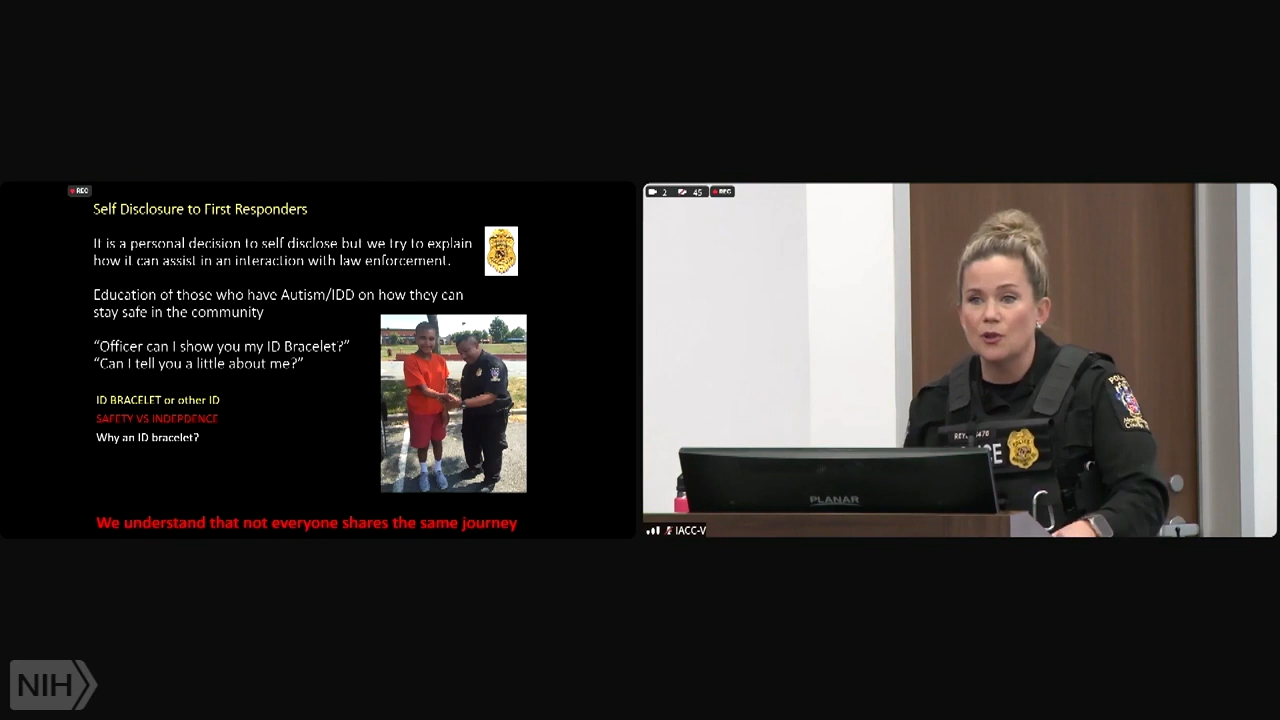 REC
Self Disclosure to First Responders
It is a personal decision to self disclose but we try to explain
how it can assist in an interaction with law enforcement.
Education of those who have Autism/IDD on how they can
stay safe in the community
“Officer can I show you my ID Bracelet?”
“Can I tell you a little about me?”
ID BRACELET or other ID
SAFETY VS INDEPDENCE
Why an ID bracelet?
We understand that not everyone shares the same journey
2 45 REC
POLICE
PLANAR
IACC-V
NIH